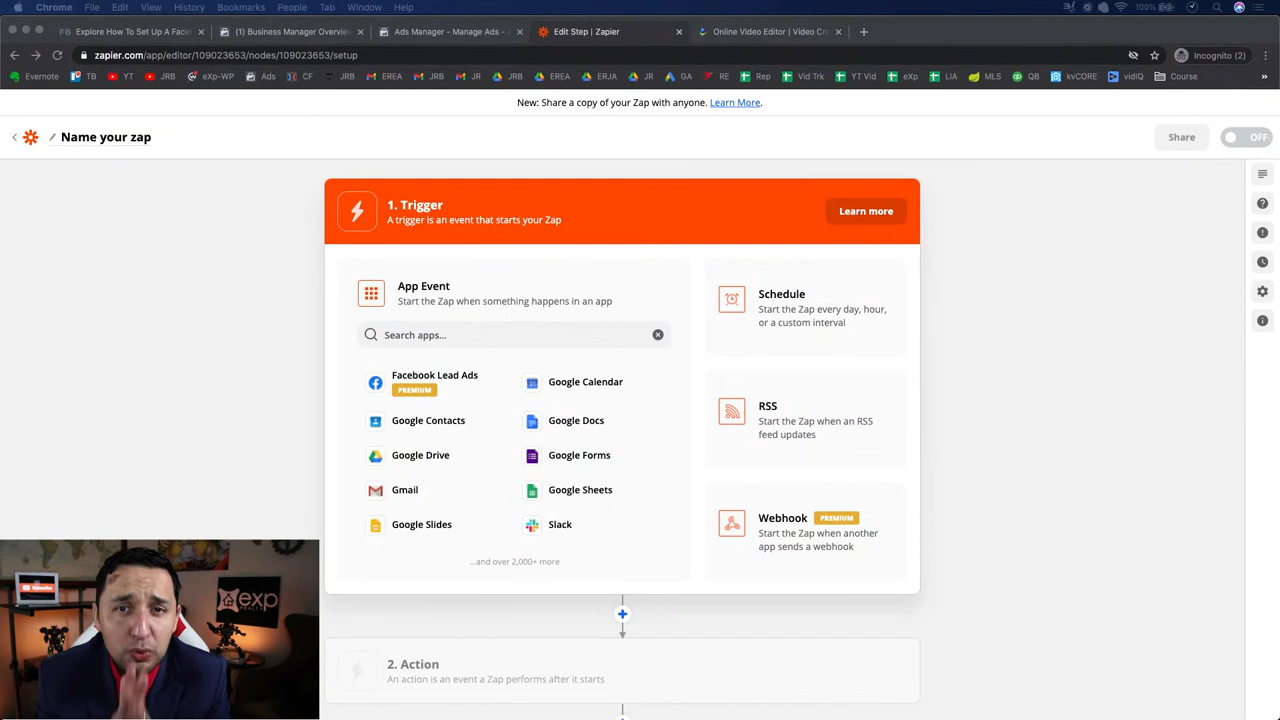 Chrome File Edit View History Bookmarks People Tab Window Help 100%
Explore How To Set Up A Facet
(1) Business Manager Overview
Ads Manager - Manage Ads -
Edit Step | Zapier
Online Video Editor | Video Cr
zapier.com/app/editor/109023653/nodes/109023653/setup
Incognito (2)
Evernote TB YT JRB eXp-WP Ads CF JRB EREA JRB EREA ERJA JR GA RE Rep Vid Trk YT Vid eXp LIA MLS QB kvCORE vidIQ Course »
New: Share a copy of your Zap with anyone. Learn More.
Name your zap
Share
OFF
1. Trigger
A trigger is an event that starts your Zap
Learn more
App Event
Start the Zap when something happens in an app
Search apps...
Facebook Lead Ads
PREMIUM
Google Calendar
Google Contacts
Google Docs
Google Drive
Google Forms
Gmail
Google Sheets
Google Slides
Slack
...and over 2,000+ more
Schedule
Start the Zap every day, hour,
or a custom interval
RSS
Start the Zap when an RSS
feed updates
Webhook PREMIUM
Start the Zap when another
app sends a webhook
2. Action
An action is an event a Zap performs after it starts
exp
REALTY